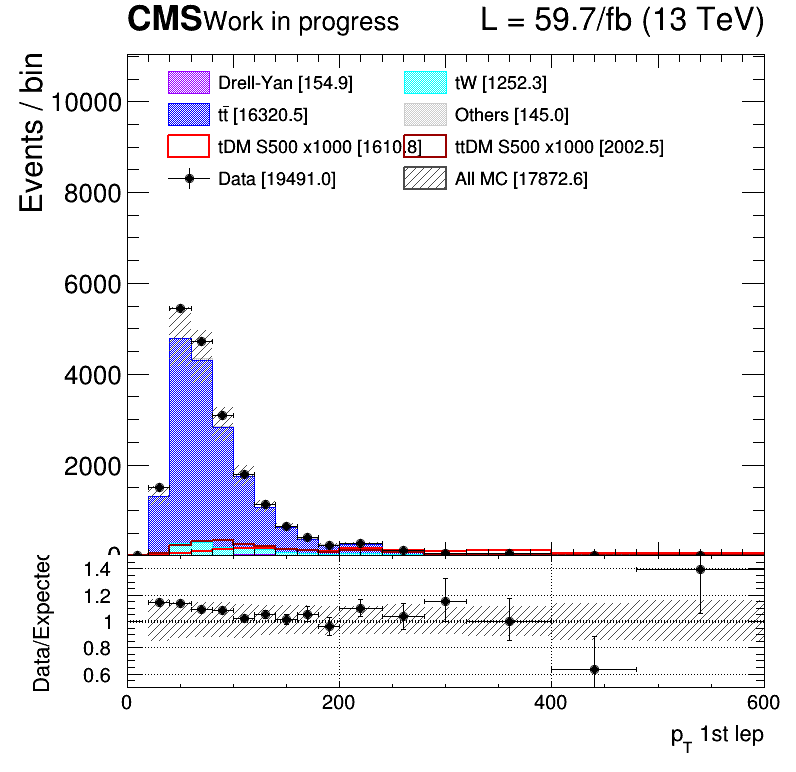 CMS Work in progress L = 59.7/fb (13 TeV)
Events / bin
10000
8000
6000
4000
2000
0
Drell-Yan [154.9] tW [1252.3]
tt̄ [16320.5] Others [145.0]
tDM S500 x1000 [1610.8] ttDM S500 x1000 [2002.5]
Data [19491.0] All MC [17872.6]
Data/Expected
1.4
1.2
1
0.8
0.6
0 200 400 600
pT 1st lep